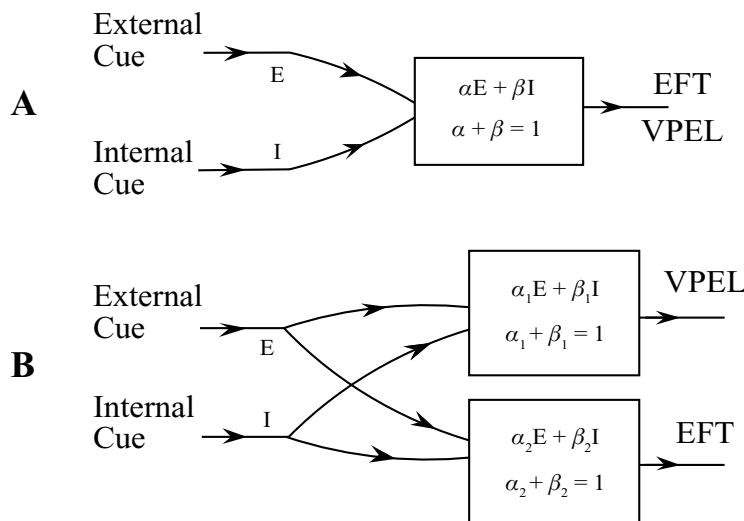 A
External
Cue
E
Internal
Cue
I
αE + βI
α + β = 1
EFT
VPEL
B
External
Cue
E
Internal
Cue
I
α₁E + β₁I
α₁ + β₁ = 1
VPEL
α₂E + β₂I
α₂ + β₂ = 1
EFT